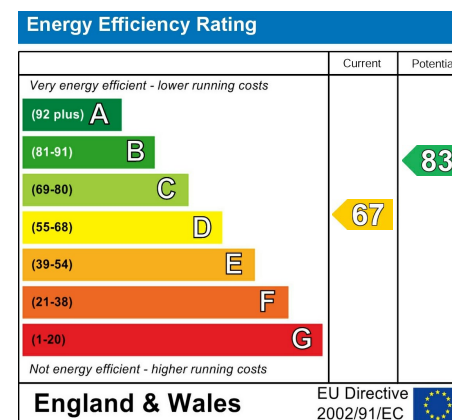 Energy Efficiency Rating
Current Potentia
Very energy efficient - lower running costs
(92 plus) A
(81-91) B
83
(69-80) C
(55-68) D
67
(39-54) E
(21-38) F
(1-20) G
Not energy efficient - higher running costs
England & Wales
EU Directive
2002/91/EC